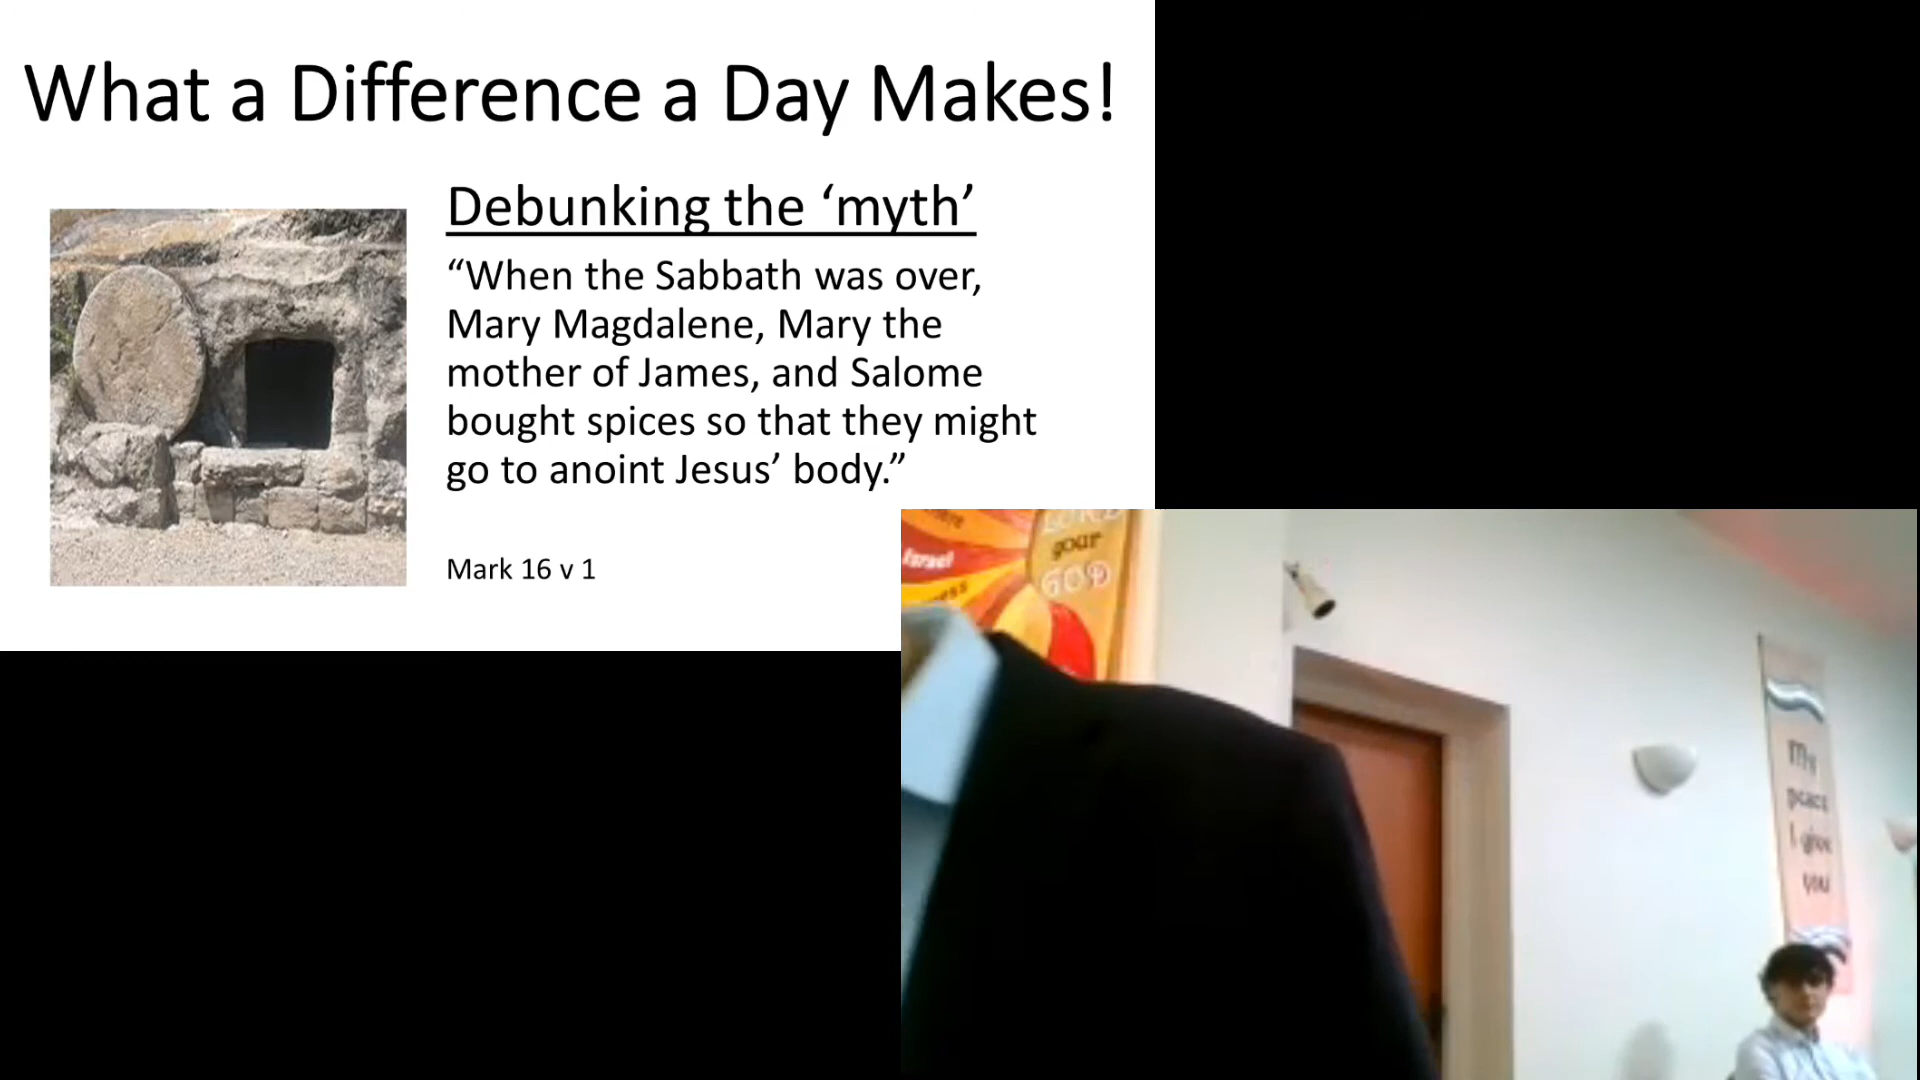 What a Difference a Day Makes!
Debunking the ‘myth’
“When the Sabbath was over,
Mary Magdalene, Mary the
mother of James, and Salome
bought spices so that they might
go to anoint Jesus’ body.”
Mark 16 v 1
LORD
your
GOD
Israel
My
peace
I give
you